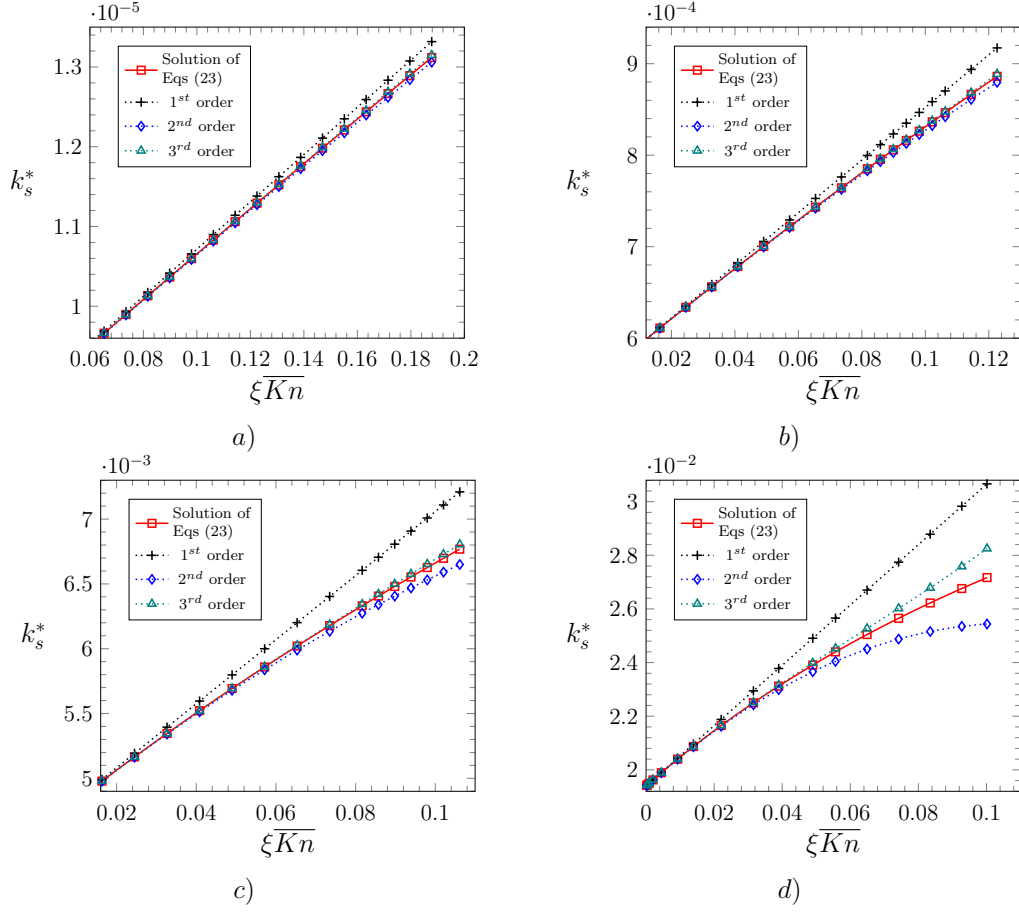 ·10⁻⁵
1.3
1.2
1.1
1
k*ₛ
Solution of
Eqs (23)
1ˢᵗ order
2ⁿᵈ order
3ʳᵈ order
0.06 0.08 0.1 0.12 0.14 0.16 0.18 0.2
ξK̅n̅
a)
·10⁻⁴
9
8
7
6
k*ₛ
Solution of
Eqs (23)
1ˢᵗ order
2ⁿᵈ order
3ʳᵈ order
0.02 0.04 0.06 0.08 0.1 0.12
ξK̅n̅
b)
·10⁻³
7
6.5
6
5.5
5
k*ₛ
Solution of
Eqs (23)
1ˢᵗ order
2ⁿᵈ order
3ʳᵈ order
0.02 0.04 0.06 0.08 0.1
ξK̅n̅
c)
·10⁻²
3
2.8
2.6
2.4
2.2
2
k*ₛ
Solution of
Eqs (23)
1ˢᵗ order
2ⁿᵈ order
3ʳᵈ order
0 0.02 0.04 0.06 0.08 0.1
ξK̅n̅
d)